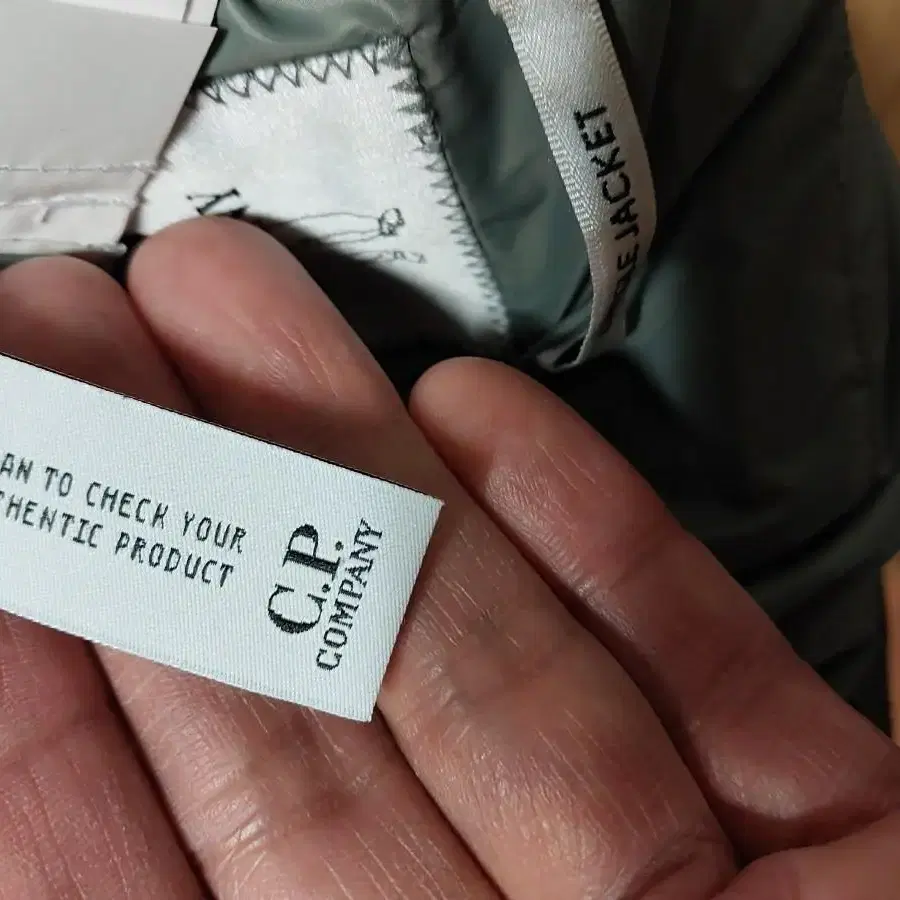 JACKET
AN TO CHECK YOUR
THENTIC PRODUCT
C.P.
COMPANY